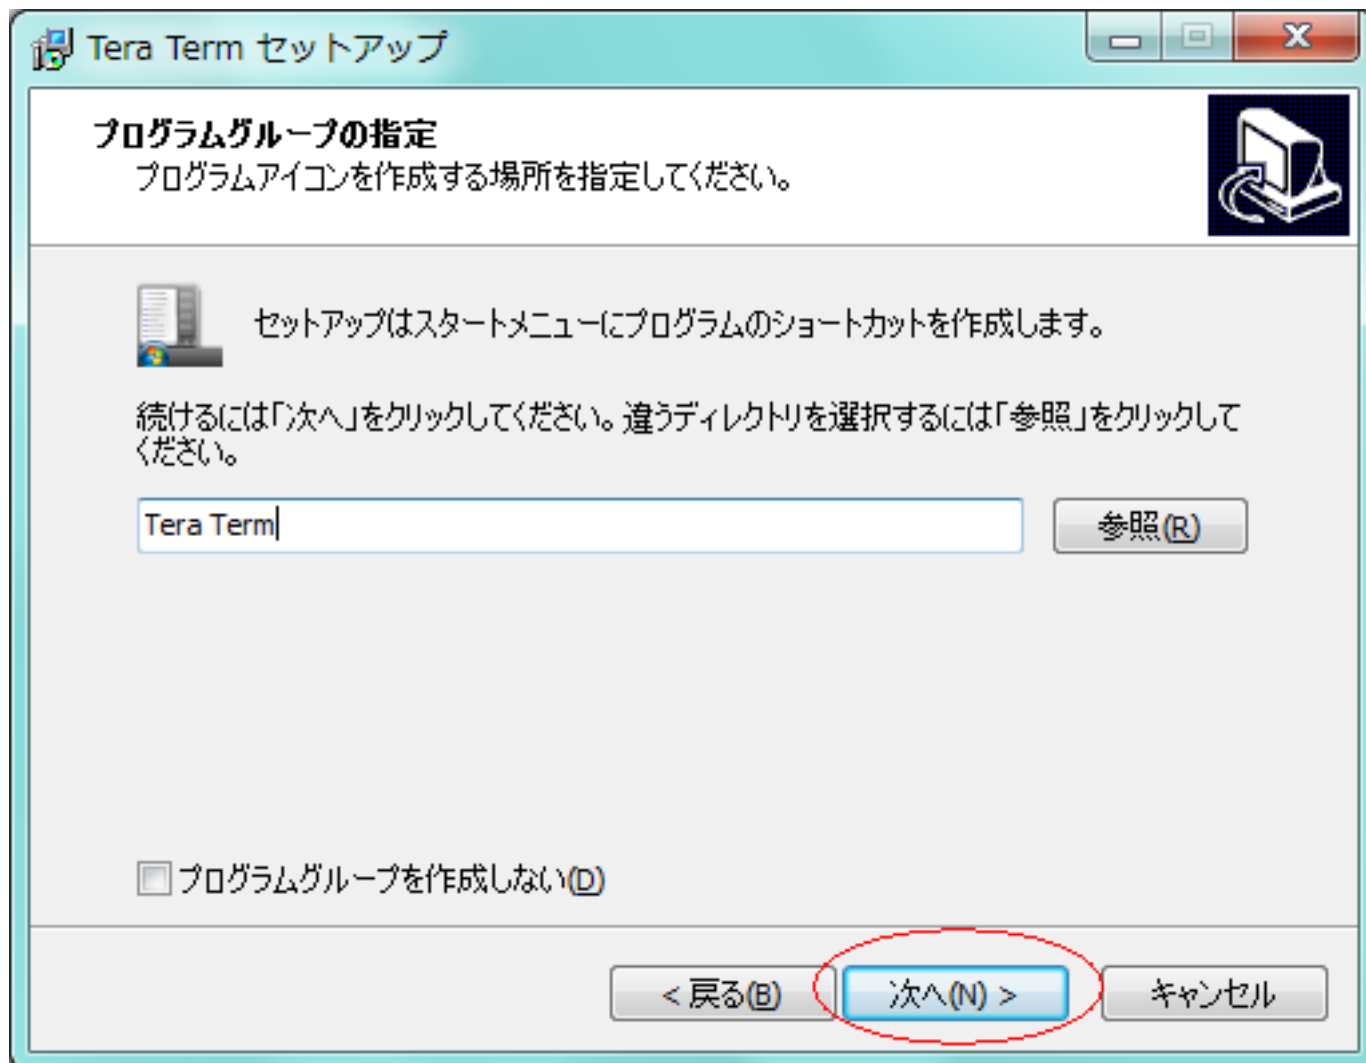 Tera Term セットアップ
プログラムグループの指定
プログラムアイコンを作成する場所を指定してください。
セットアップはスタートメニューにプログラムのショートカットを作成します。
続けるには「次へ」をクリックしてください。違うディレクトリを選択するには「参照」をクリックして
ください。
Tera Term
参照(R)
プログラムグループを作成しない(D)
< 戻る(B)
次へ(N) >
キャンセル